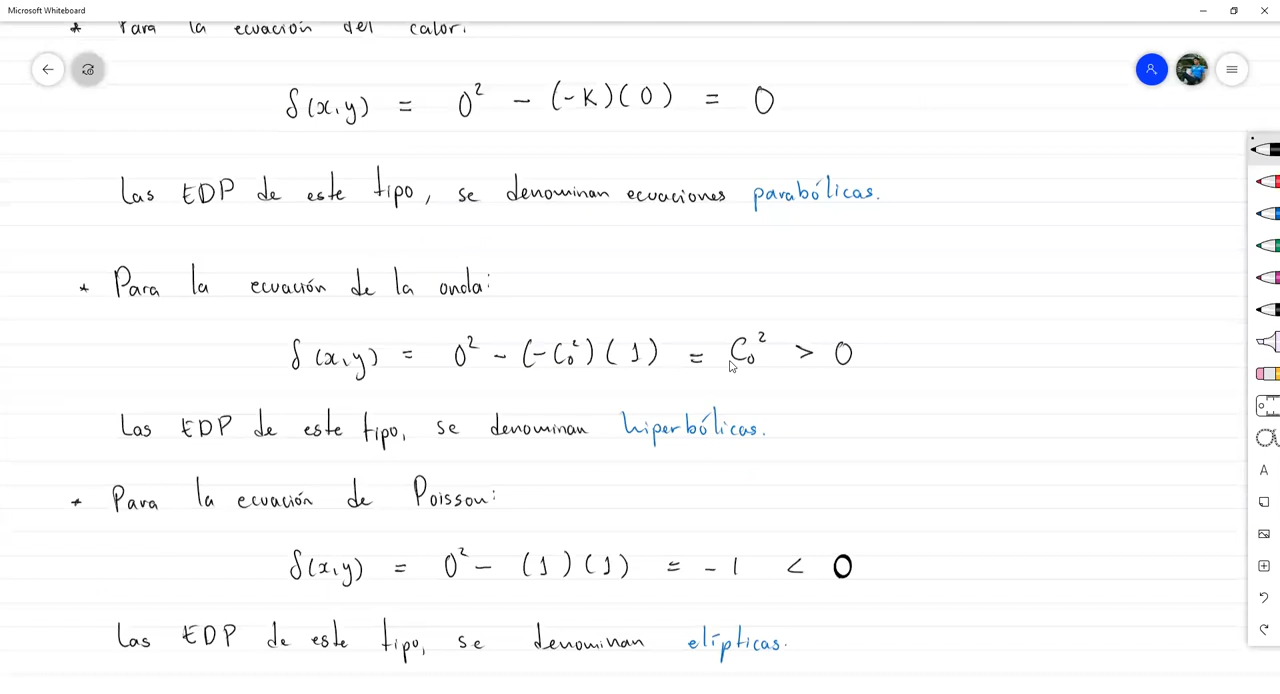 Microsoft Whiteboard
* Para la ecuación del calor:
δ(x,y) = 0² - (-K)(0) = 0
Las EDP de este tipo, se denominan ecuaciones parabólicas.
* Para la ecuación de la onda:
δ(x,y) = 0² - (-C₀²)(1) = C₀² > 0
Las EDP de este tipo, se denominan hiperbólicas.
* Para la ecuación de Poisson:
δ(x,y) = 0² - (1)(1) = -1 < 0
Las EDP de este tipo, se denominan elípticas.